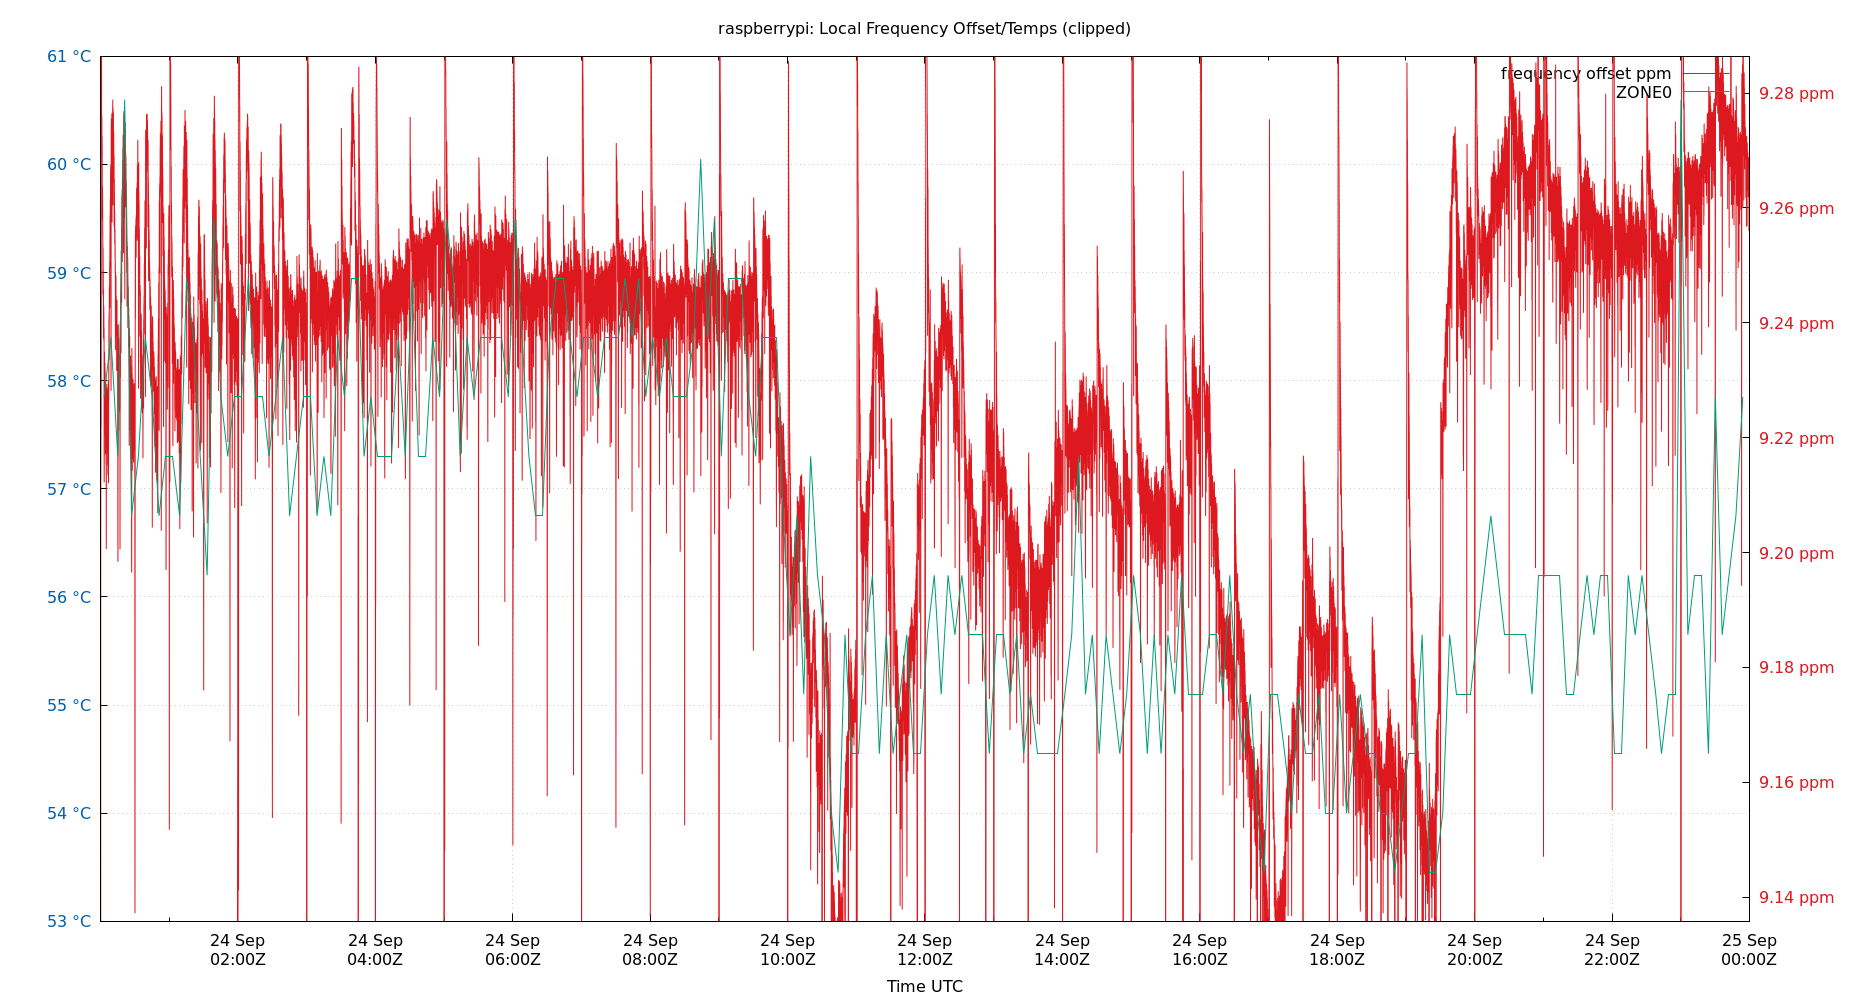 raspberrypi: Local Frequency Offset/Temps (clipped)
61 °C
60 °C
59 °C
58 °C
57 °C
56 °C
55 °C
54 °C
53 °C
frequency offset ppm
ZONE0
9.28 ppm
9.26 ppm
9.24 ppm
9.22 ppm
9.20 ppm
9.18 ppm
9.16 ppm
9.14 ppm
24 Sep 24 Sep 24 Sep 24 Sep 24 Sep 24 Sep 24 Sep 24 Sep 24 Sep 24 Sep 24 Sep 25 Sep
02:00Z 04:00Z 06:00Z 08:00Z 10:00Z 12:00Z 14:00Z 16:00Z 18:00Z 20:00Z 22:00Z 00:00Z
Time UTC